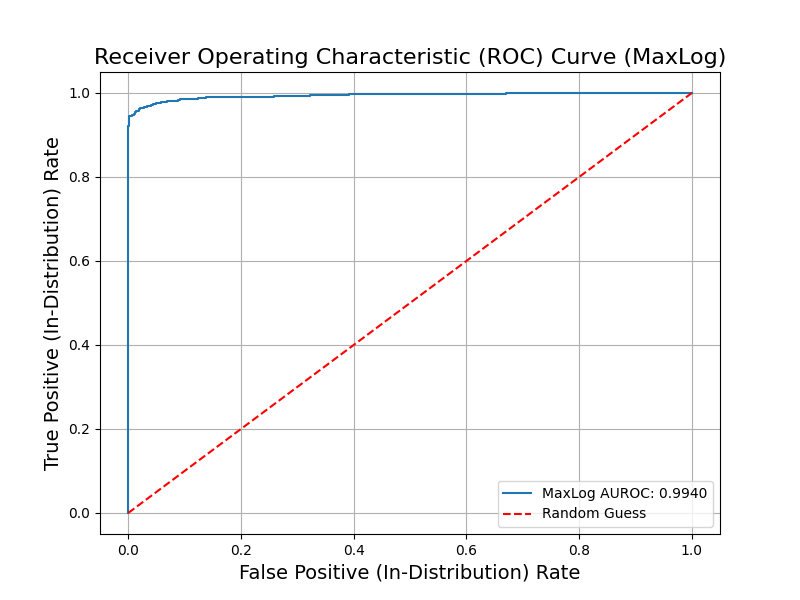 Receiver Operating Characteristic (ROC) Curve (MaxLog)
True Positive (In-Distribution) Rate
1.0
0.8
0.6
0.4
0.2
0.0
MaxLog AUROC: 0.9940
Random Guess
0.0 0.2 0.4 0.6 0.8 1.0
False Positive (In-Distribution) Rate